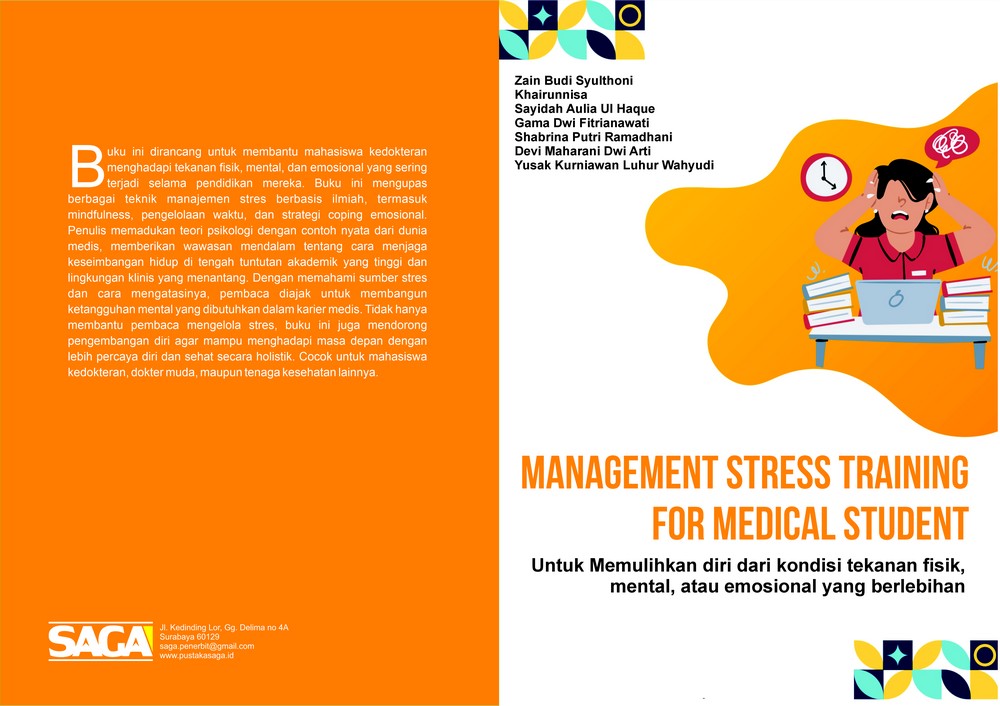 Buku ini dirancang untuk membantu mahasiswa kedokteran
menghadapi tekanan fisik, mental, dan emosional yang sering
terjadi selama pendidikan mereka. Buku ini mengupas
berbagai teknik manajemen stres berbasis ilmiah, termasuk
mindfulness, pengelolaan waktu, dan strategi coping emosional.
Penulis memadukan teori psikologi dengan contoh nyata dari dunia
medis, memberikan wawasan mendalam tentang cara menjaga
keseimbangan hidup di tengah tuntutan akademik yang tinggi dan
lingkungan klinis yang menantang. Dengan memahami sumber stres
dan cara mengatasinya, pembaca diajak untuk membangun
ketangguhan mental yang dibutuhkan dalam karier medis. Tidak hanya
membantu pembaca mengelola stres, buku ini juga mendorong
pengembangan diri agar mampu menghadapi masa depan dengan
lebih percaya diri dan sehat secara holistik. Cocok untuk mahasiswa
kedokteran, dokter muda, maupun tenaga kesehatan lainnya.
SAGA
Jl. Kedinding Lor, Gg. Delima no 4A
Surabaya 60129
saga.penerbit@gmail.com
www.pustakasaga.id
Zain Budi Syulthoni
Khairunnisa
Sayidah Aulia Ul Haque
Gama Dwi Fitrianawati
Shabrina Putri Ramadhani
Devi Maharani Dwi Arti
Yusak Kurniawan Luhur Wahyudi
MANAGEMENT STRESS TRAINING
FOR MEDICAL STUDENT
Untuk Memulihkan diri dari kondisi tekanan fisik,
mental, atau emosional yang berlebihan